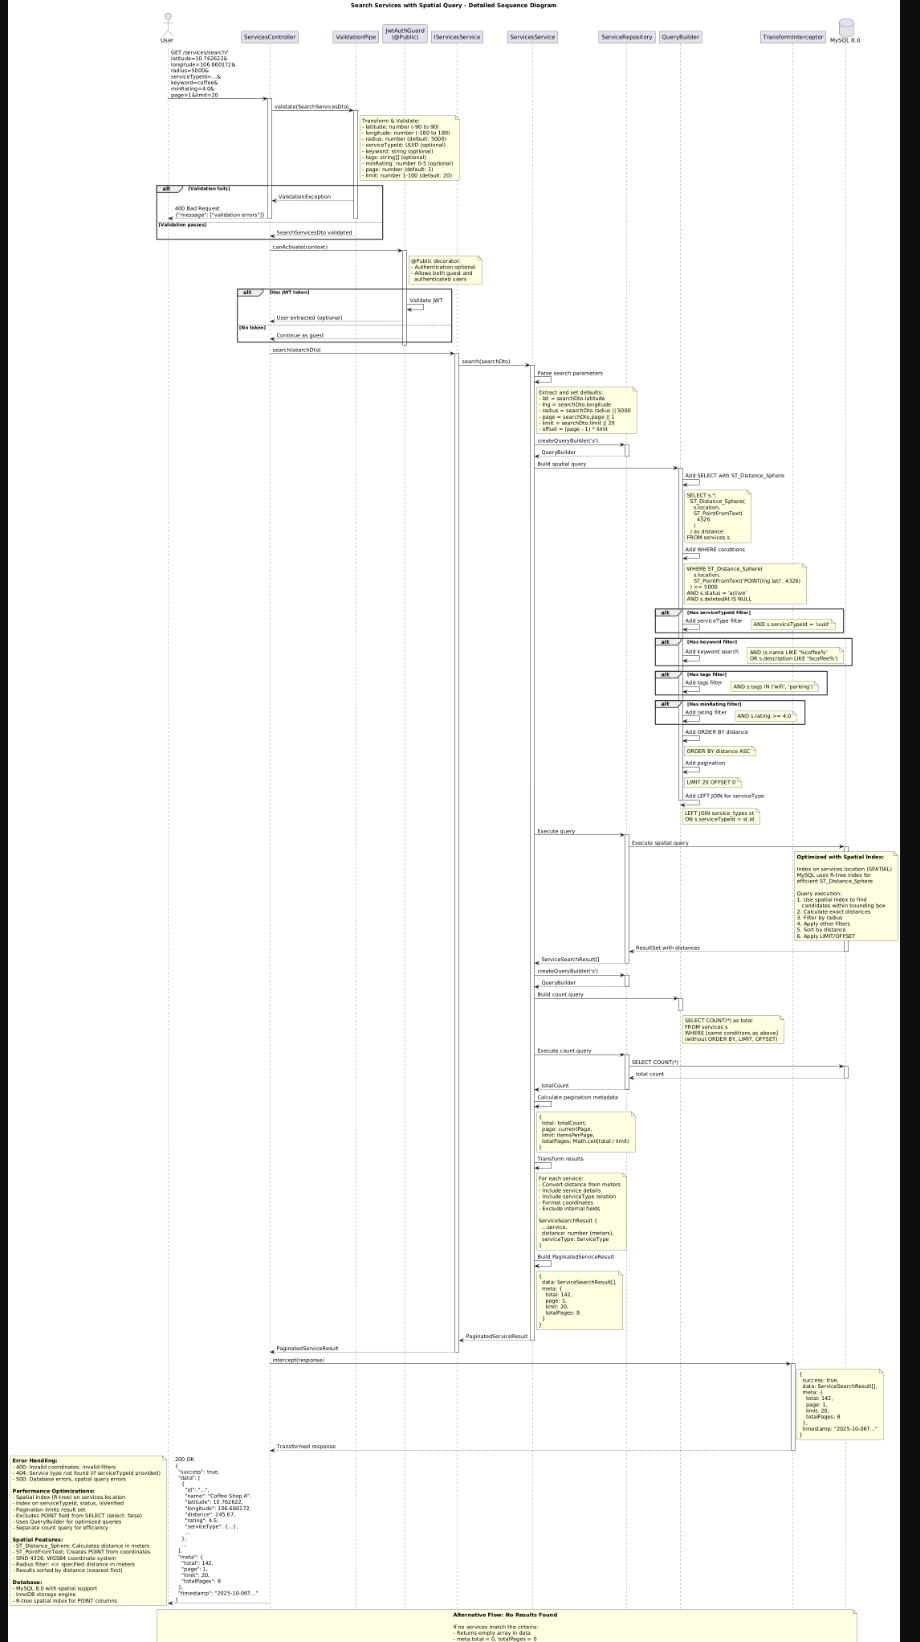 Search Services with Spatial Query - Detailed Sequence Diagram
User
ServicesController
ValidationPipe
JwtAuthGuard
(@Public)
IServicesService
ServicesService
ServiceRepository
QueryBuilder
TransformInterceptor
MySQL 8.0
GET /services/search?
latitude=10.762622&
longitude=106.660172&
radius=5000&
serviceTypeId=...&
keyword=coffee&
minRating=4.0&
page=1&limit=20
validate(SearchServicesDto)
Transform & Validate:
- latitude: number (-90 to 90)
- longitude: number (-180 to 180)
- radius: number (default: 5000)
- serviceTypeId: UUID (optional)
- keyword: string (optional)
- tags: string[] (optional)
- minRating: number 0-5 (optional)
- page: number (default: 1)
- limit: number 1-100 (default: 20)
alt [Validation fails]
ValidationException
400 Bad Request
{"message": ["validation errors"]}
[Validation passes]
SearchServicesDto validated
canActivate(context)
@Public decorator:
- Authentication optional
- Allows both guest and
authenticated users
alt [Has JWT token]
Validate JWT
User extracted (optional)
[No token]
Continue as guest
search(searchDto)
search(searchDto)
Parse search parameters
Extract and set defaults:
- lat = searchDto.latitude
- lng = searchDto.longitude
- radius = searchDto.radius || 5000
- page = searchDto.page || 1
- limit = searchDto.limit || 20
- offset = (page - 1) * limit
createQueryBuilder('s')
QueryBuilder
Build spatial query
Add SELECT with ST_Distance_Sphere
SELECT s.*,
ST_Distance_Sphere(
s.location,
ST_PointFromText(
4326
)
) as distance
FROM services s
Add WHERE conditions
WHERE ST_Distance_Sphere(
s.location,
ST_PointFromText('POINT(lng lat)', 4326)
) <= 5000
AND s.status = 'active'
AND s.deletedAt IS NULL
alt [Has serviceTypeId filter]
Add serviceType filter
AND s.serviceTypeId = 'uuid'
alt [Has keyword filter]
Add keyword search
AND (s.name LIKE '%coffee%'
OR s.description LIKE '%coffee%')
alt [Has tags filter]
Add tags filter
AND s.tags IN ('wifi', 'parking')
alt [Has minRating filter]
Add rating filter
AND s.rating >= 4.0
Add ORDER BY distance
ORDER BY distance ASC
Add pagination
LIMIT 20 OFFSET 0
Add LEFT JOIN for serviceType
LEFT JOIN service_types st
ON s.serviceTypeId = st.id
Execute query
Execute spatial query
Optimized with Spatial Index:
Index on services.location (SPATIAL)
MySQL uses R-tree index for
efficient ST_Distance_Sphere
Query execution:
1. Use spatial index to find
candidates within bounding box
2. Calculate exact distances
3. Filter by radius
4. Apply other filters
5. Sort by distance
6. Apply LIMIT/OFFSET
ResultSet with distances
ServiceSearchResult[]
createQueryBuilder('s')
QueryBuilder
Build count query
SELECT COUNT(*) as total
FROM services s
WHERE [same conditions as above]
(without ORDER BY, LIMIT, OFFSET)
Execute count query
SELECT COUNT(*)
total count
totalCount
Calculate pagination metadata
{
total: totalCount,
page: currentPage,
limit: itemsPerPage,
totalPages: Math.ceil(total / limit)
}
Transform results
For each service:
- Convert distance from meters
- Include service details
- Include serviceType relation
- Format coordinates
- Exclude internal fields
ServiceSearchResult {
...service,
distance: number (meters),
serviceType: ServiceType
}
Build PaginatedServiceResult
{
data: ServiceSearchResult[],
meta: {
total: 142,
page: 1,
limit: 20,
totalPages: 8
}
}
PaginatedServiceResult
PaginatedServiceResult
intercept(response)
{
success: true,
data: ServiceSearchResult[],
meta: {
total: 142,
page: 1,
limit: 20,
totalPages: 8
},
timestamp: "2025-10-06T..."
}
Transformed response
Error Handling:
- 400: Invalid coordinates, invalid filters
- 404: Service type not found (if serviceTypeId provided)
- 500: Database errors, spatial query errors
Performance Optimizations:
- Spatial index (R-tree) on services.location
- Index on serviceTypeId, status, isVerified
- Pagination limits result set
- Excludes POINT field from SELECT (select: false)
- Uses QueryBuilder for optimized queries
- Separate count query for efficiency
Spatial Features:
- ST_Distance_Sphere: Calculates distance in meters
- ST_PointFromText: Creates POINT from coordinates
- SRID 4326: WGS84 coordinate system
- Radius filter: <= specified distance in meters
- Results sorted by distance (nearest first)
Database:
- MySQL 8.0 with spatial support
- InnoDB storage engine
- R-tree spatial index for POINT columns
200 OK
{
"success": true,
"data": [
{
"id": "...",
"name": "Coffee Shop A",
"latitude": 10.762622,
"longitude": 106.660172,
"distance": 245.67,
"rating": 4.5,
"serviceType": {...},
...
},
...
],
"meta": {
"total": 142,
"page": 1,
"limit": 20,
"totalPages": 8
},
"timestamp": "2025-10-06T..."
}
Alternative Flow: No Results Found
If no services match the criteria:
- Returns empty array in data
- meta.total = 0, totalPages = 0